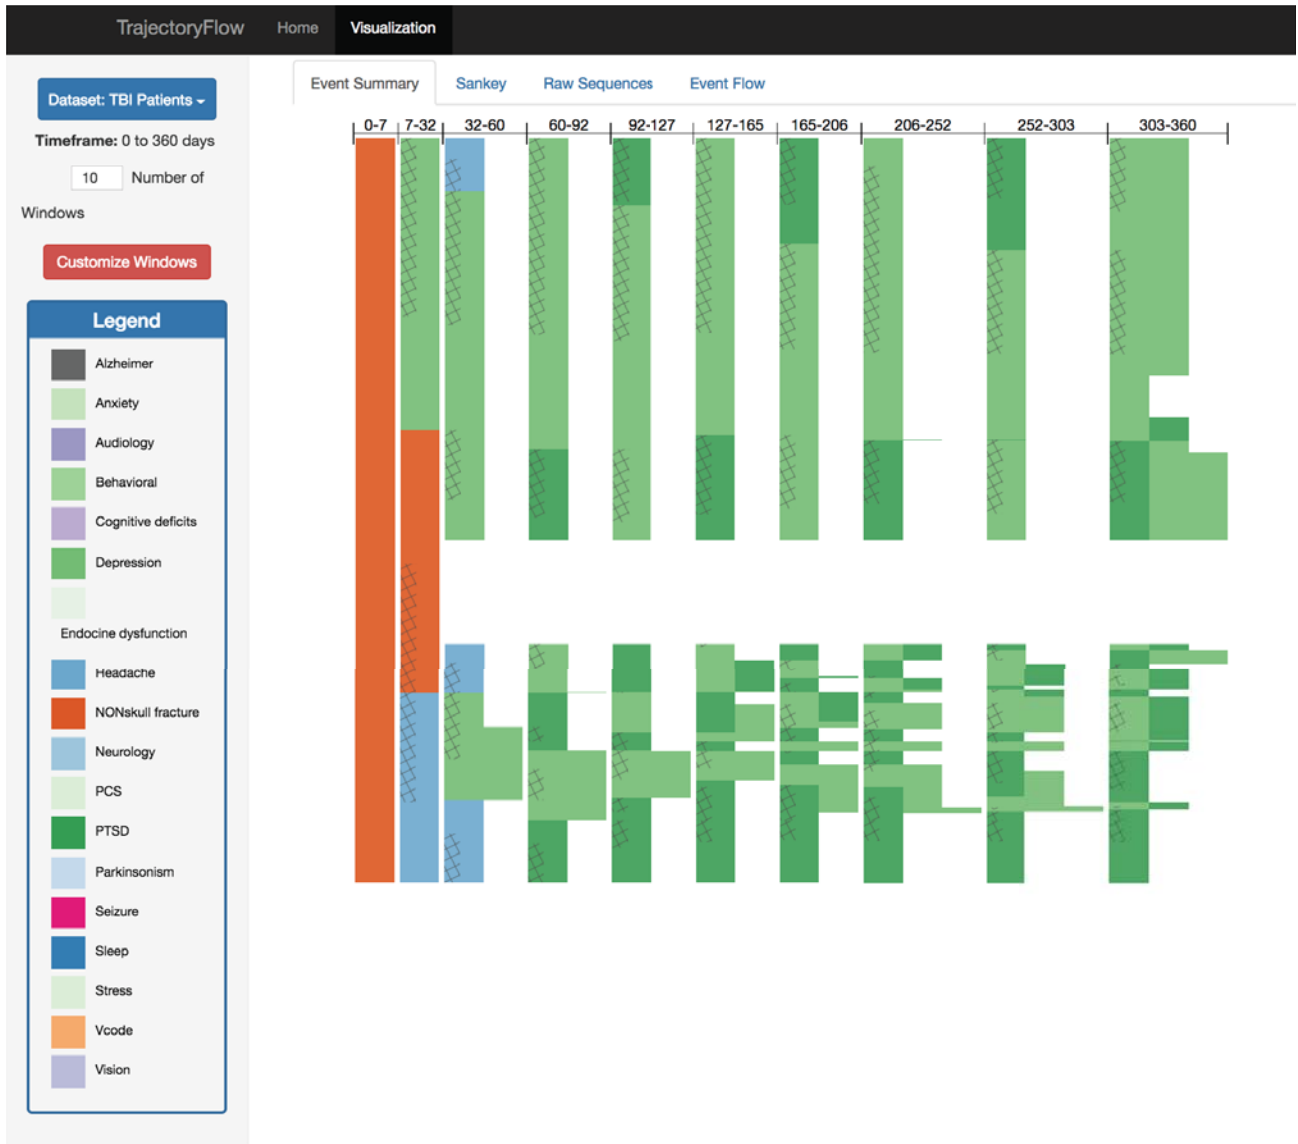 TrajectoryFlow Home Visualization
Event Summary Sankey Raw Sequences Event Flow
Dataset: TBI Patients
Timeframe: 0 to 360 days
10 Number of
Windows
Customize Windows
Legend
Alzheimer
Anxiety
Audiology
Behavioral
Cognitive deficits
Depression
Endocine dysfunction
Headache
NONskull fracture
Neurology
PCS
PTSD
Parkinsonism
Seizure
Sleep
Stress
Vcode
Vision
0-7 7-32 32-60 60-92 92-127 127-165 165-206 206-252 252-303 303-360